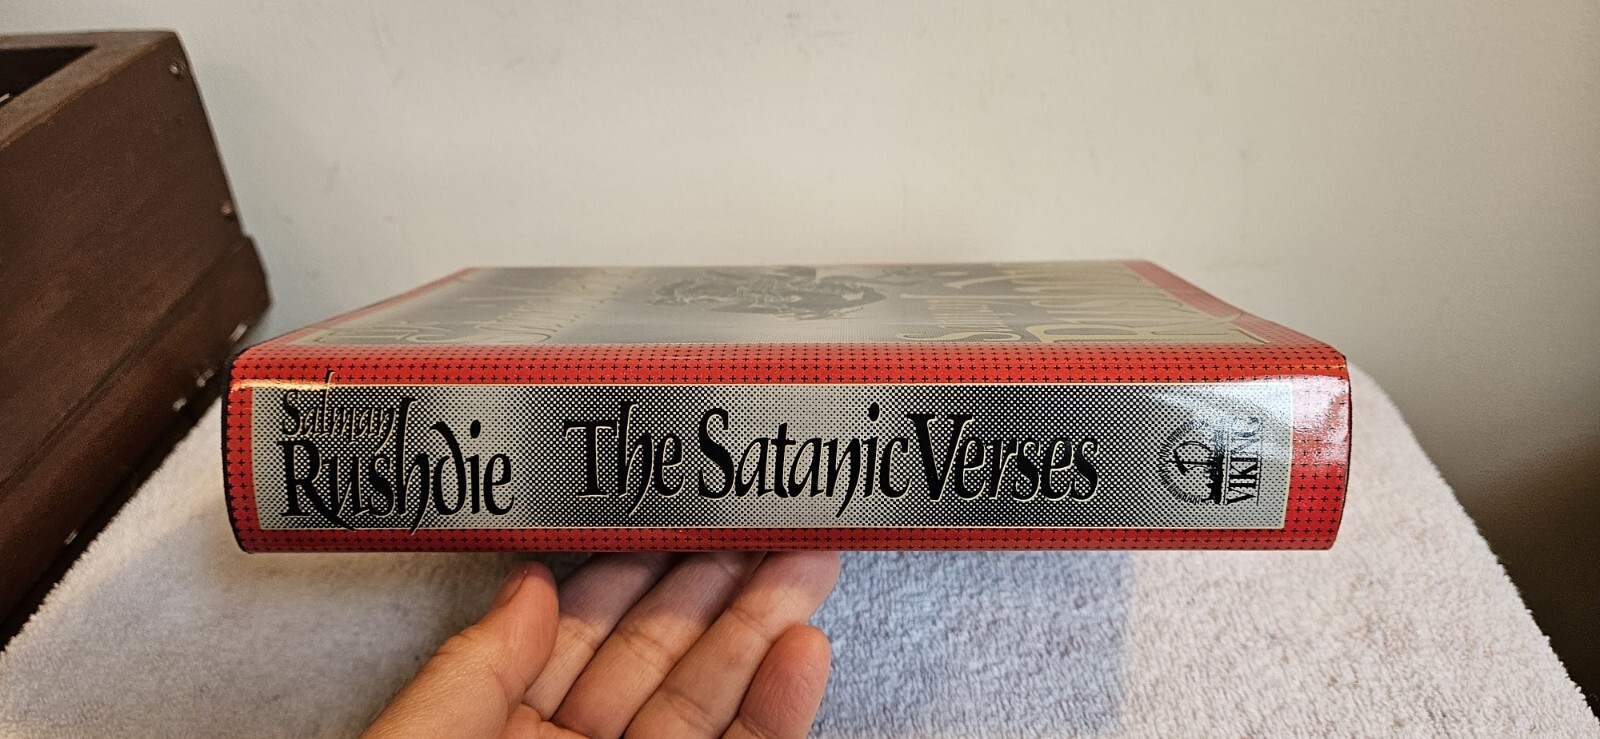 Salman
Rushdie
The Satanic Verses
VIKING